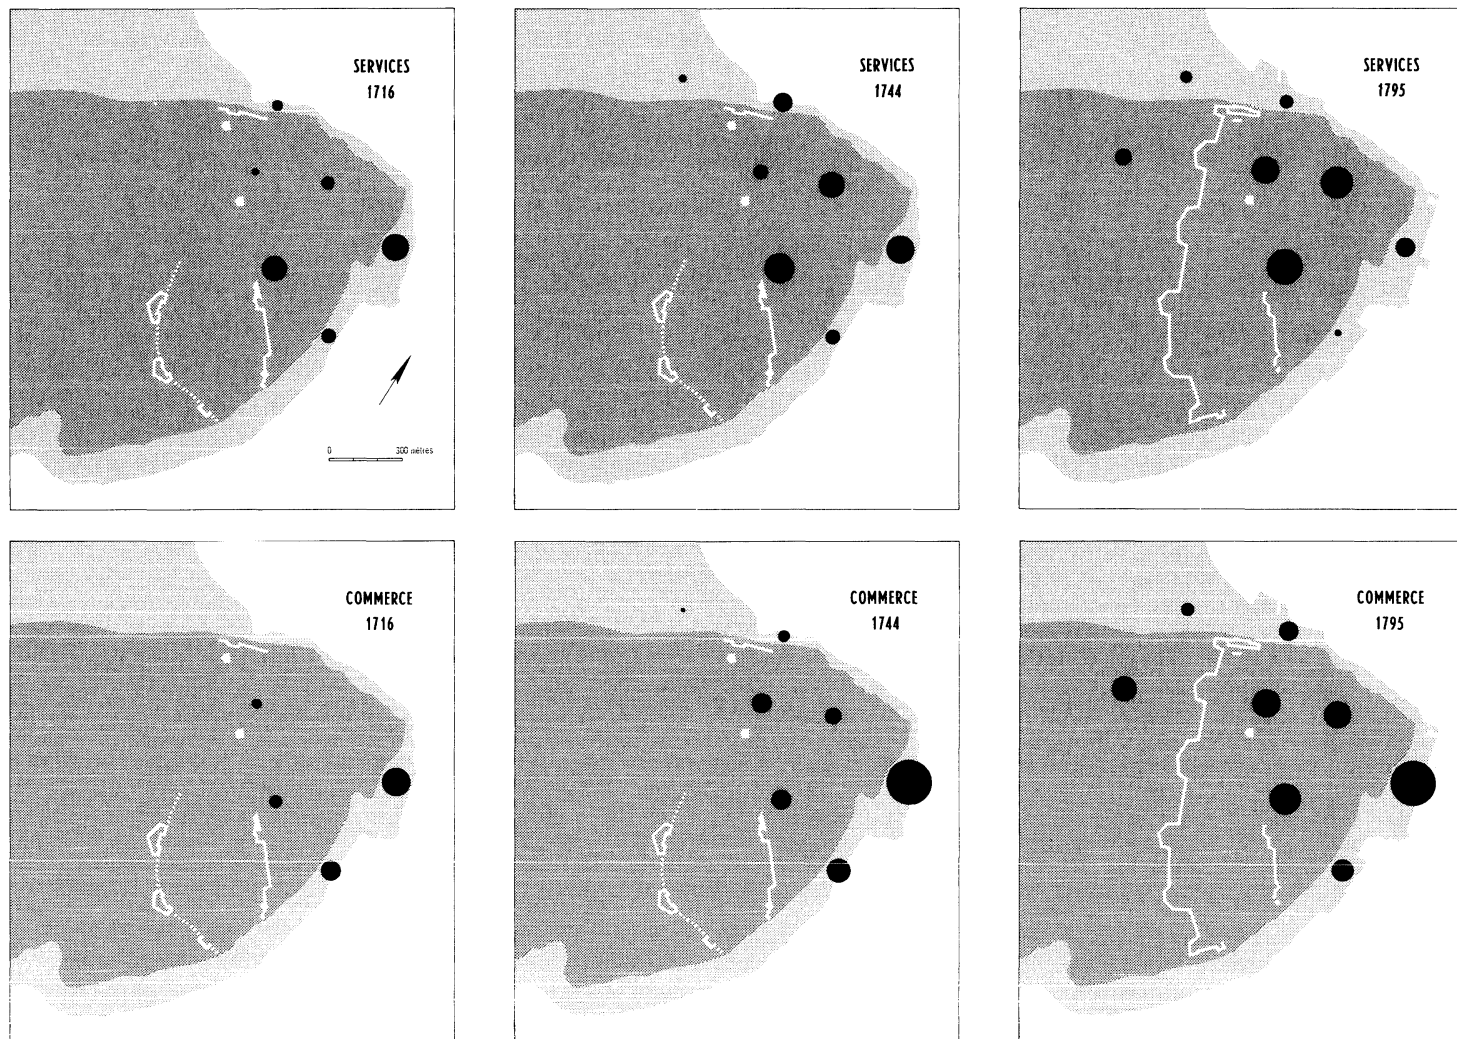 SERVICES
1716
SERVICES
1744
SERVICES
1795
0 300 mètres
COMMERCE
1716
COMMERCE
1744
COMMERCE
1795